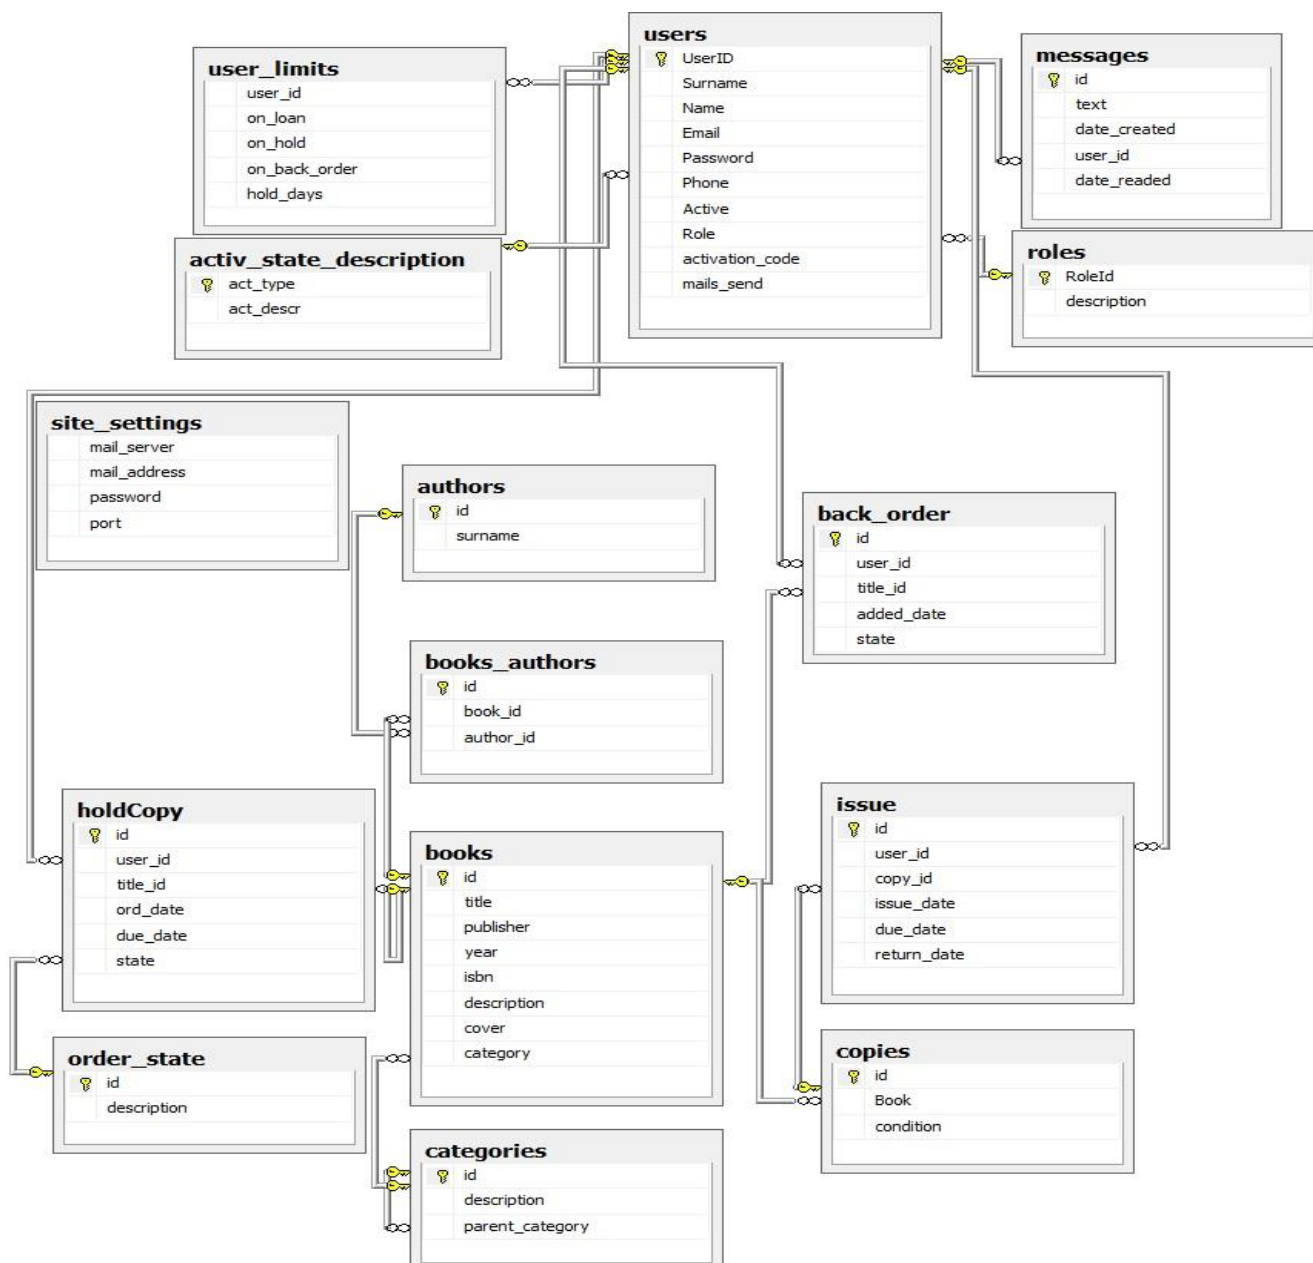 users
UserID
Surname
Name
Email
Password
Phone
Active
Role
activation_code
mails_send
user_limits
user_id
on_loan
on_hold
on_back_order
hold_days
messages
id
text
date_created
user_id
date_readed
activ_state_description
act_type
act_descr
roles
RoleId
description
site_settings
mail_server
mail_address
password
port
authors
id
surname
back_order
id
user_id
title_id
added_date
state
books_authors
id
book_id
author_id
holdCopy
id
user_id
title_id
ord_date
due_date
state
books
id
title
publisher
year
isbn
description
cover
category
issue
id
user_id
copy_id
issue_date
due_date
return_date
order_state
id
description
copies
id
Book
condition
categories
id
description
parent_category